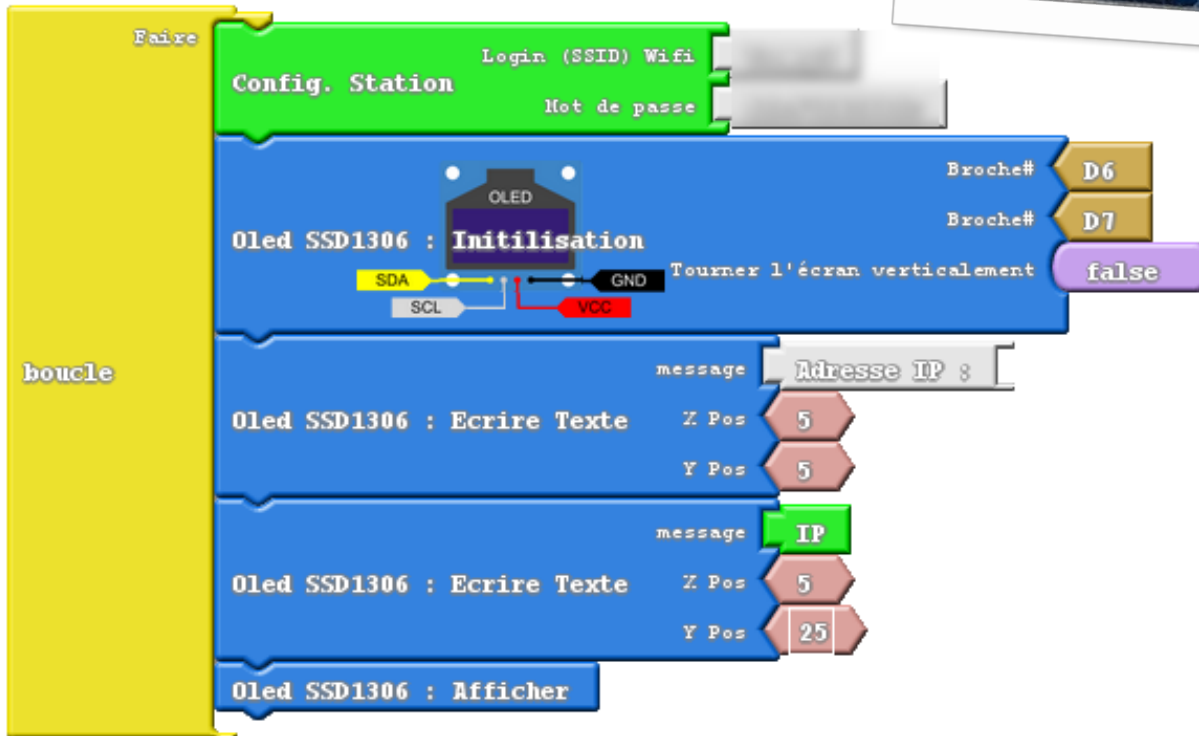 Faire
Login (SSID) Wifi
Config. Station
Mot de passe
Broche# D6
OLED
Broche# D7
Oled SSD1306 : Initilisation
Tourner l'écran verticalement false
SDA GND
SCL VCC
boucle
message Adresse IP :
Oled SSD1306 : Ecrire Texte X Pos 5
Y Pos 5
message IP
Oled SSD1306 : Ecrire Texte X Pos 5
Y Pos 25
Oled SSD1306 : Afficher